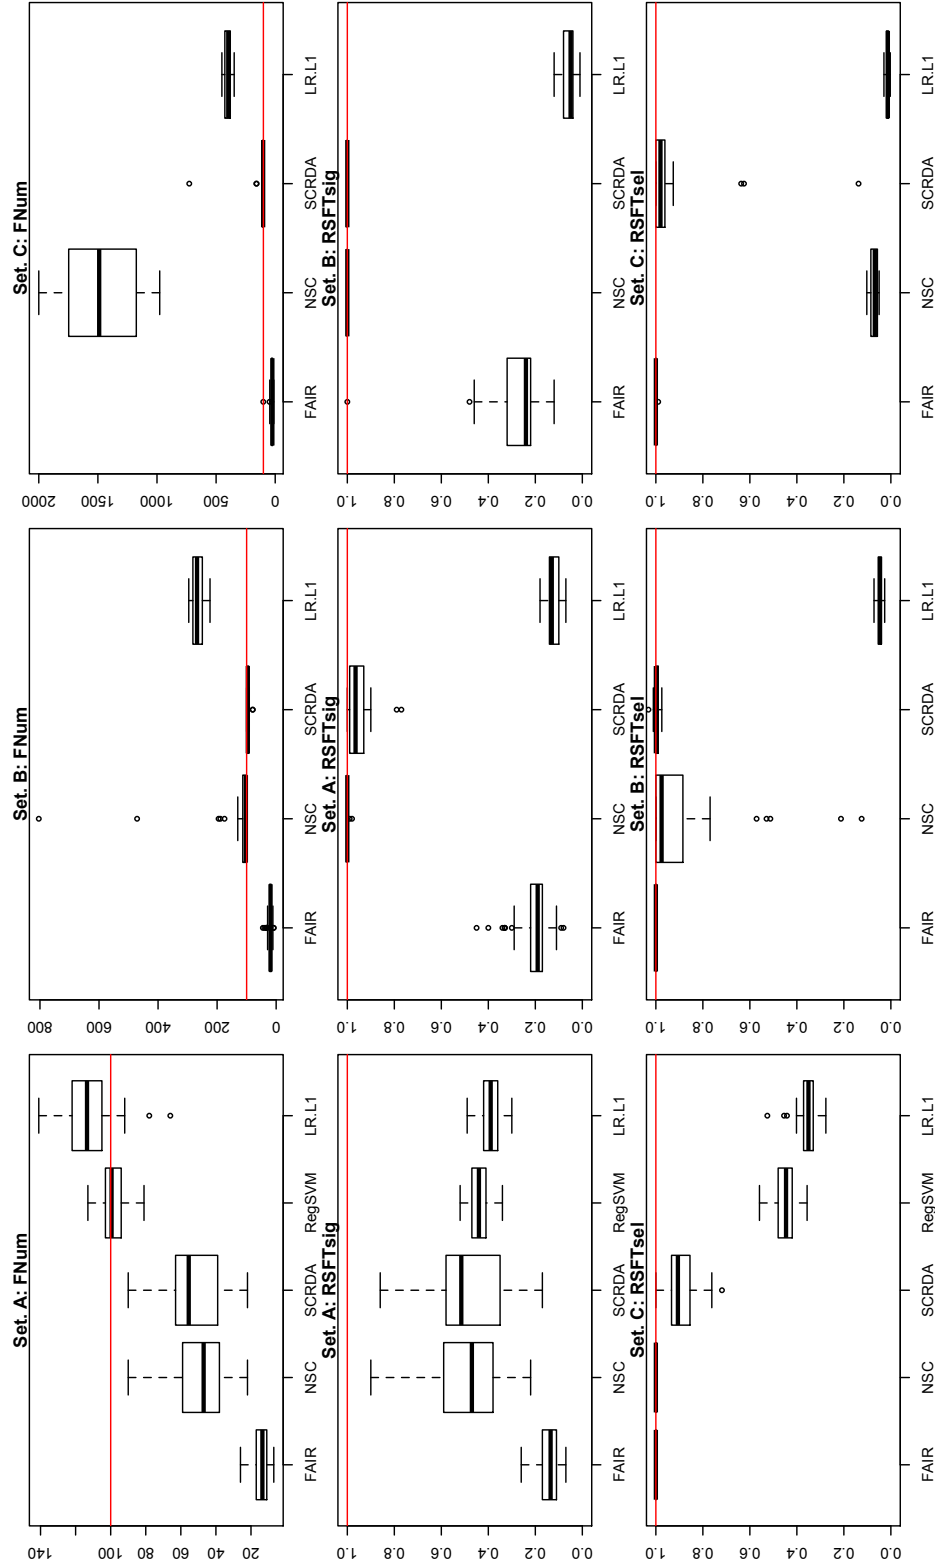 Set. A: FNum
140
100
80
60
40
20
FAIR
NSC
SCRDA
RegSVM
LR.L1
Set. B: FNum
800
600
400
200
0
FAIR
NSC
SCRDA
LR.L1
Set. C: FNum
2000
1500
1000
500
0
FAIR
NSC
SCRDA
LR.L1
Set. A: RSFTsig
1.0
0.8
0.6
0.4
0.2
0.0
FAIR
NSC
SCRDA
RegSVM
LR.L1
Set. A: RSFTsig
1.0
0.8
0.6
0.4
0.2
0.0
FAIR
NSC
SCRDA
LR.L1
Set. B: RSFTsig
1.0
0.8
0.6
0.4
0.2
0.0
FAIR
NSC
SCRDA
LR.L1
Set. C: RSFTsel
1.0
0.8
0.6
0.4
0.2
0.0
FAIR
NSC
SCRDA
RegSVM
LR.L1
Set. B: RSFTsel
1.0
0.8
0.6
0.4
0.2
0.0
FAIR
NSC
SCRDA
LR.L1
Set. C: RSFTsel
1.0
0.8
0.6
0.4
0.2
0.0
FAIR
NSC
SCRDA
LR.L1